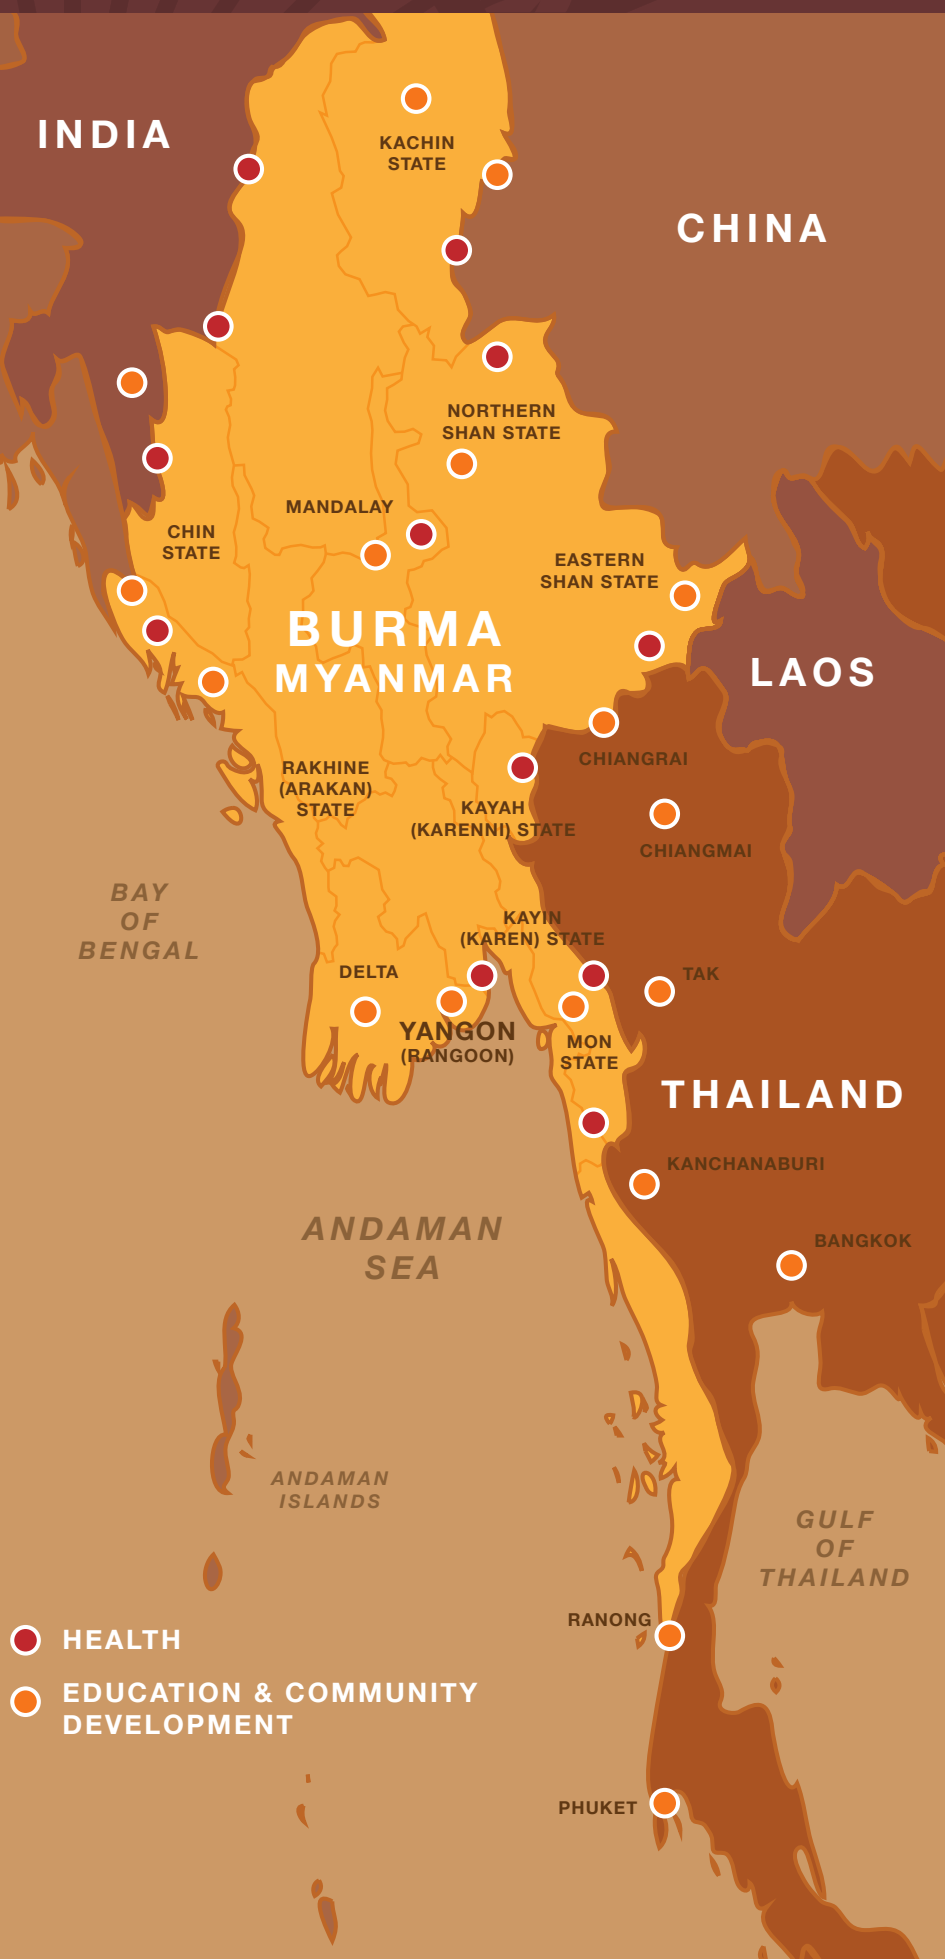 INDIA
KACHIN
STATE
CHINA
NORTHERN
SHAN STATE
MANDALAY
CHIN
STATE
EASTERN
SHAN STATE
BURMA
MYANMAR
LAOS
CHIANGRAI
RAKHINE
(ARAKAN)
STATE
KAYAH
(KARENNI) STATE
CHIANGMAI
BAY
OF
BENGAL
KAYIN
(KAREN) STATE
DELTA
TAK
YANGON
(RANGOON)
MON
STATE
THAILAND
KANCHANABURI
ANDAMAN
SEA
BANGKOK
ANDAMAN
ISLANDS
GULF
OF
THAILAND
RANONG
HEALTH
EDUCATION & COMMUNITY
DEVELOPMENT
PHUKET